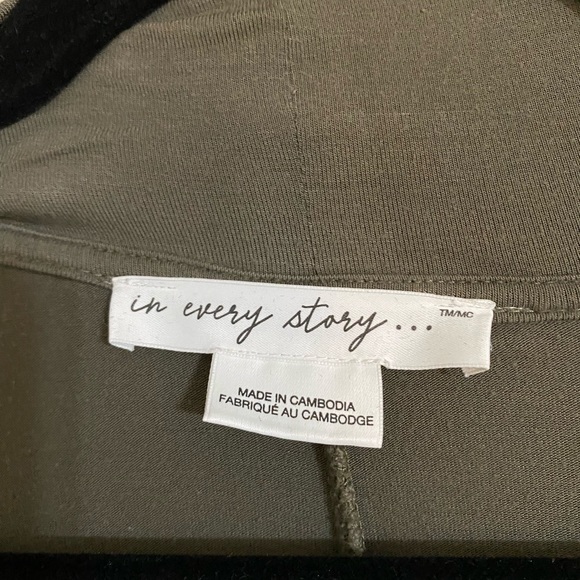 in every story...
TM/MC
MADE IN CAMBODIA
FABRIQUÉ AU CAMBODGE